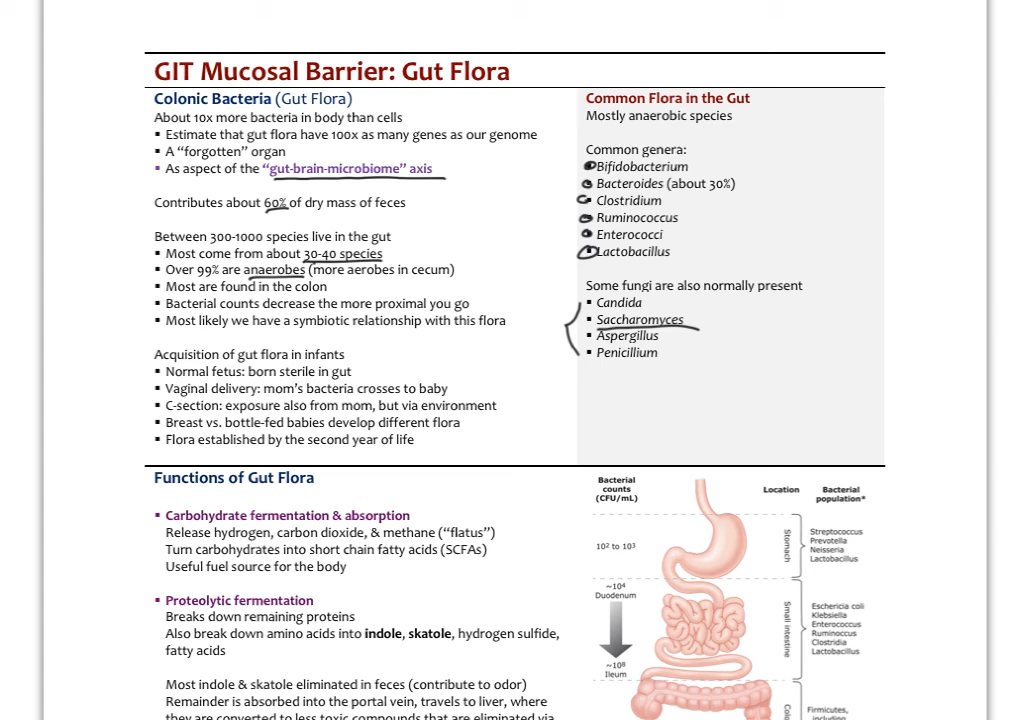 GIT Mucosal Barrier: Gut Flora
Colonic Bacteria (Gut Flora)
About 10x more bacteria in body than cells
▪ Estimate that gut flora have 100x as many genes as our genome
▪ A “forgotten” organ
▪ As aspect of the “gut-brain-microbiome” axis
Contributes about 60% of dry mass of feces
Between 300-1000 species live in the gut
▪ Most come from about 30-40 species
▪ Over 99% are anaerobes (more aerobes in cecum)
▪ Most are found in the colon
▪ Bacterial counts decrease the more proximal you go
▪ Most likely we have a symbiotic relationship with this flora
Acquisition of gut flora in infants
▪ Normal fetus: born sterile in gut
▪ Vaginal delivery: mom’s bacteria crosses to baby
▪ C-section: exposure also from mom, but via environment
▪ Breast vs. bottle-fed babies develop different flora
▪ Flora established by the second year of life
Common Flora in the Gut
Mostly anaerobic species
Common genera:
▪ Bifidobacterium
▪ Bacteroides (about 30%)
▪ Clostridium
▪ Ruminococcus
▪ Enterococci
▪ Lactobacillus
Some fungi are also normally present
▪ Candida
▪ Saccharomyces
▪ Aspergillus
▪ Penicillium
Functions of Gut Flora
▪ Carbohydrate fermentation & absorption
Release hydrogen, carbon dioxide, & methane (“flatus”)
Turn carbohydrates into short chain fatty acids (SCFAs)
Useful fuel source for the body
▪ Proteolytic fermentation
Breaks down remaining proteins
Also break down amino acids into indole, skatole, hydrogen sulfide,
fatty acids
Most indole & skatole eliminated in feces (contribute to odor)
Remainder is absorbed into the portal vein, travels to liver, where
they are converted to less toxic compounds that are eliminated via
Bacterial
counts
(CFU/mL)
Location
Bacterial
population*
10² to 10³
Stomach
Streptococcus
Prevotella
Neisseria
Lactobacillus
~10⁴
Duodenum
~10⁸
Ileum
Small intestine
Eschericia coli
Klebsiella
Enterococcus
Ruminoccus
Clostridia
Lactobacillus
Firmicutes,
including